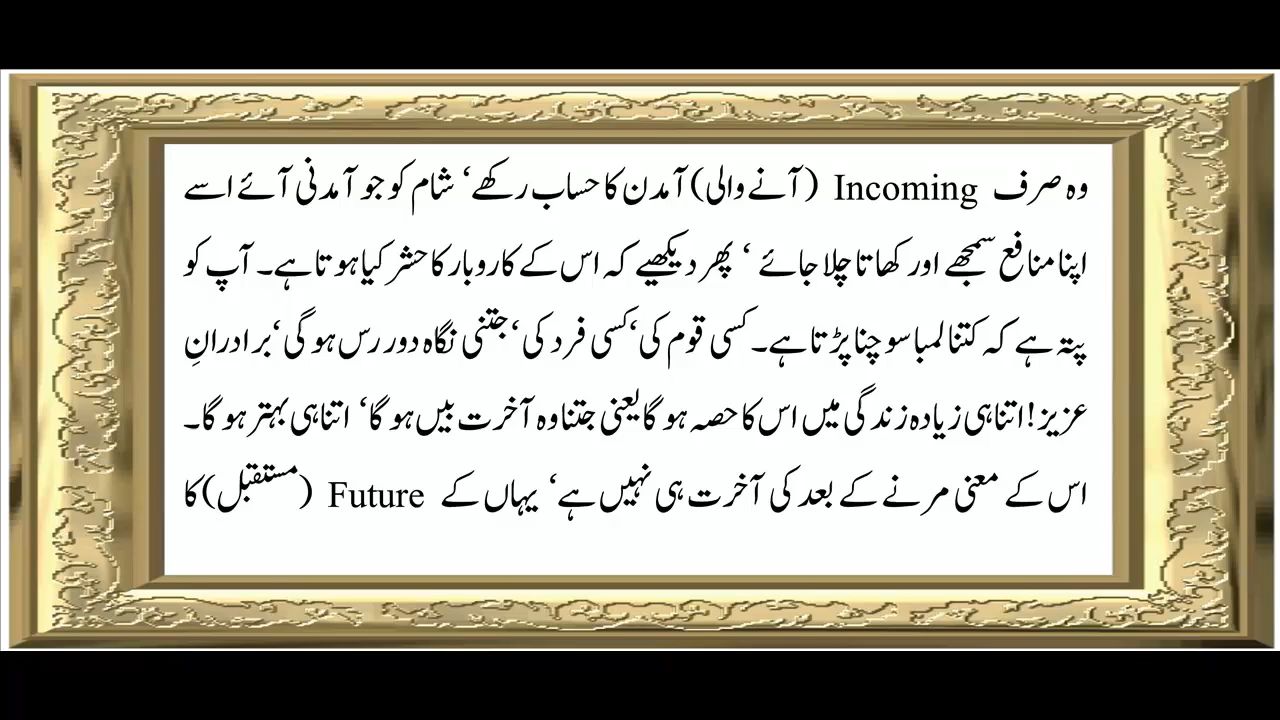 وہ صرف Incoming (آنے والی) آمدن کا حساب رکھے‘ شام کو جو آمدنی آئے اسے
اپنا منافع سمجھے اور کھاتا چلا جائے ‘ پھر دیکھیے کہ اس کے کاروبار کا حشر کیا ہوتا ہے۔ آپ کو
پتہ ہے کہ کتنا لمبا سوچنا پڑتا ہے۔ کسی قوم کی‘ کسی فرد کی‘ جتنی نگاہ دور رس ہوگی‘ برادرانِ
عزیز! اتنا ہی زیادہ زندگی میں اس کا حصہ ہو گا یعنی جتنا وہ آخرت بیں ہو گا‘ اتنا ہی بہتر ہو گا۔
اس کے معنی مرنے کے بعد کی آخرت ہی نہیں ہے‘ یہاں کے Future (مستقبل) کا